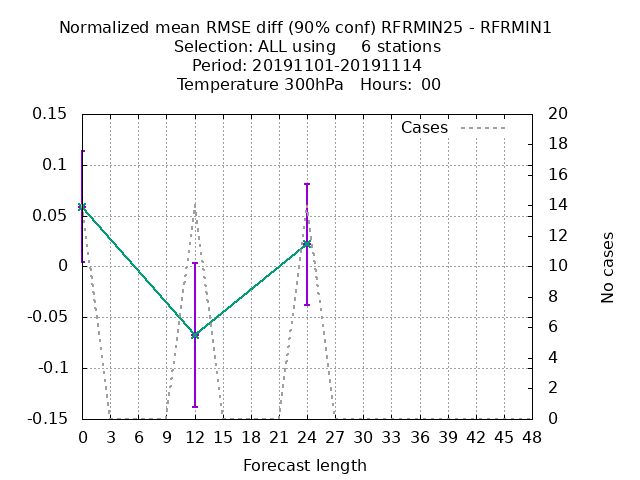 Normalized mean RMSE diff (90% conf) RFRMIN25 - RFRMIN1
Selection: ALL using     6 stations
Period: 20191101-20191114
Temperature 300hPa   Hours:  00
Cases
0.15
0.1
0.05
0
-0.05
-0.1
-0.15
20
18
16
14
12
10
8
6
4
2
0
No cases
0 3 6 9 12 15 18 21 24 27 30 33 36 39 42 45 48
Forecast length